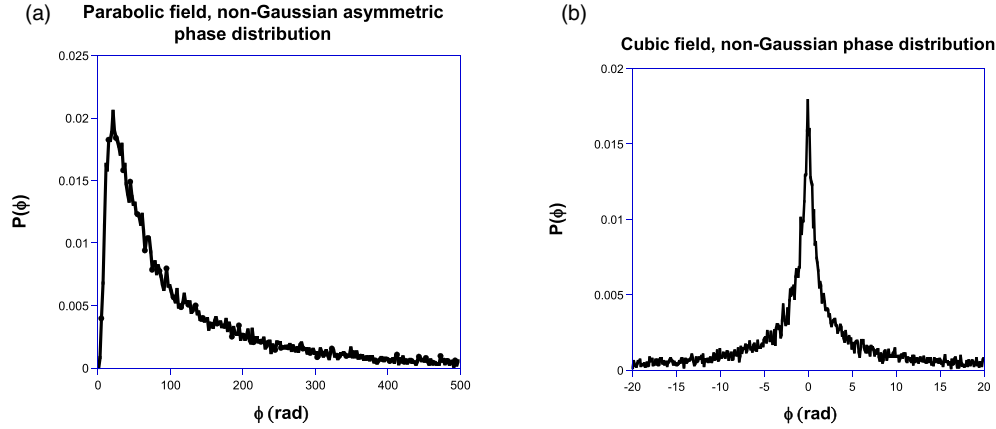 (a)
Parabolic field, non-Gaussian asymmetric
phase distribution
0.025
0.02
0.015
0.01
0.005
0
P(ϕ)
0 100 200 300 400 500
ϕ (rad)
(b)
Cubic field, non-Gaussian phase distribution
0.02
0.015
0.01
0.005
0
P(ϕ)
-20 -15 -10 -5 0 5 10 15 20
ϕ (rad)